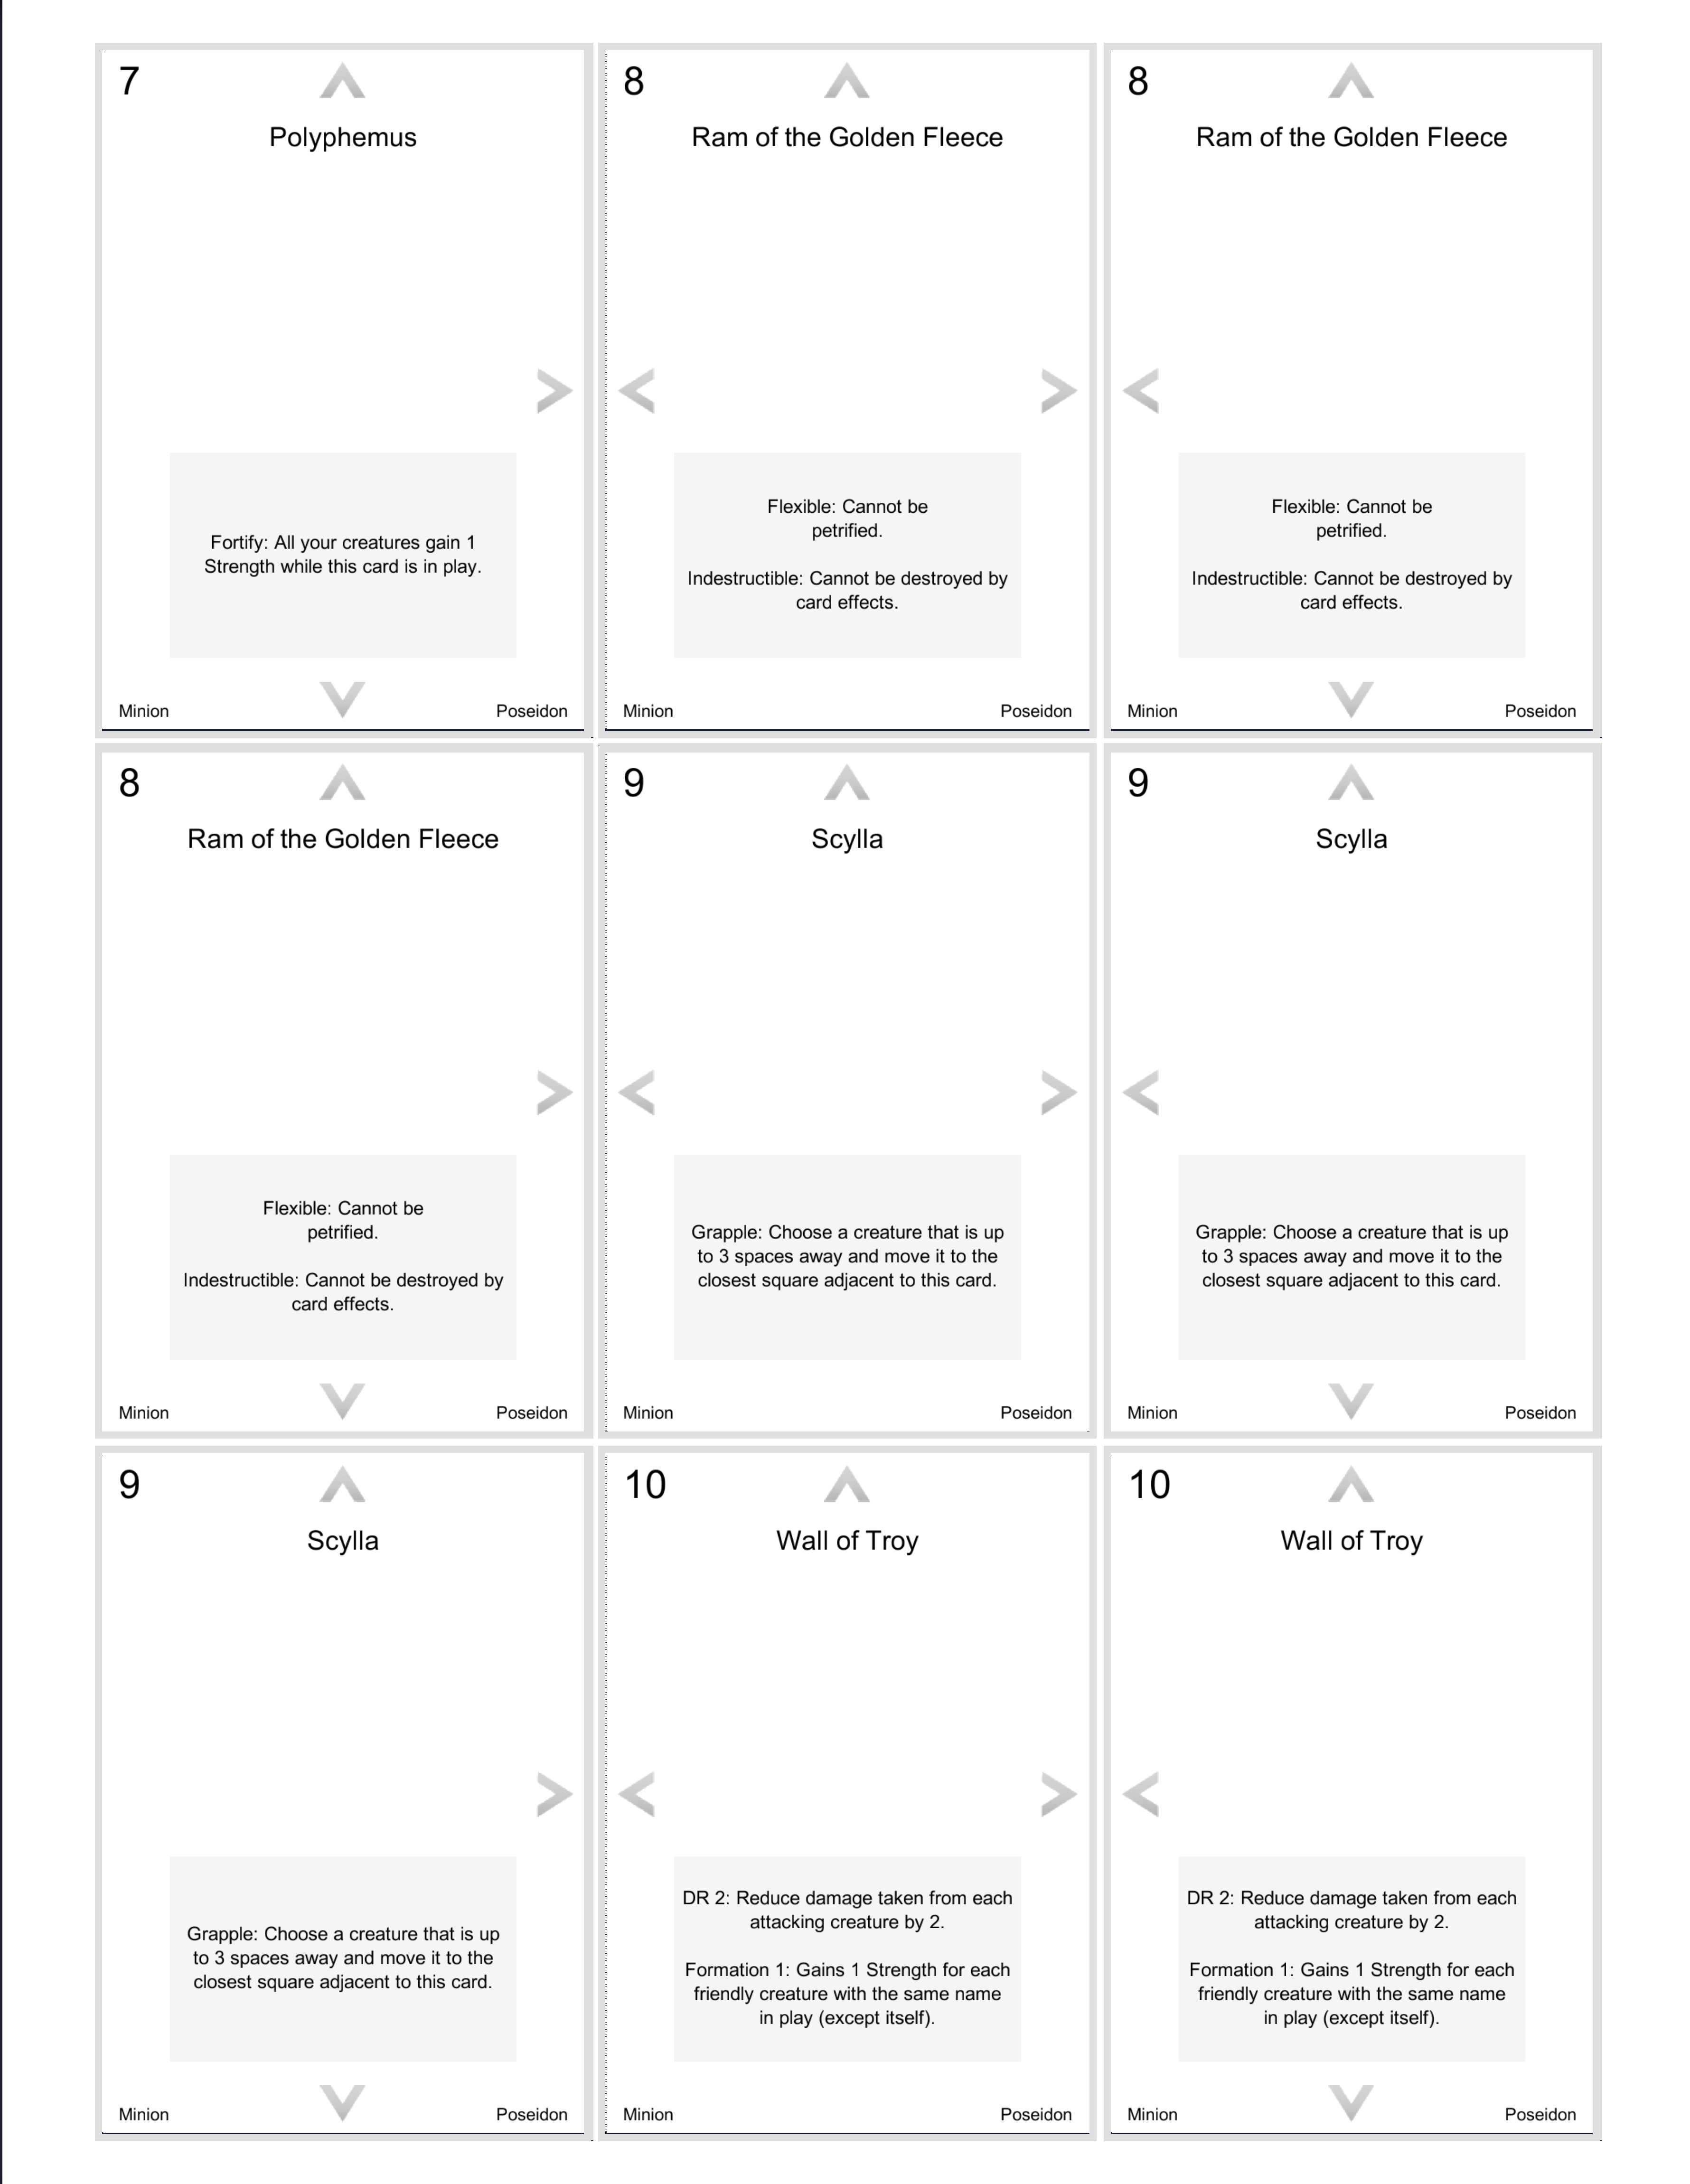 7
Polyphemus
Fortify: All your creatures gain 1
Strength while this card is in play.
Minion
Poseidon
8
Ram of the Golden Fleece
Flexible: Cannot be
petrified.
Indestructible: Cannot be destroyed by
card effects.
Minion
Poseidon
8
Ram of the Golden Fleece
Flexible: Cannot be
petrified.
Indestructible: Cannot be destroyed by
card effects.
Minion
Poseidon
8
Ram of the Golden Fleece
Flexible: Cannot be
petrified.
Indestructible: Cannot be destroyed by
card effects.
Minion
Poseidon
9
Scylla
Grapple: Choose a creature that is up
to 3 spaces away and move it to the
closest square adjacent to this card.
Minion
Poseidon
9
Scylla
Grapple: Choose a creature that is up
to 3 spaces away and move it to the
closest square adjacent to this card.
Minion
Poseidon
9
Scylla
Grapple: Choose a creature that is up
to 3 spaces away and move it to the
closest square adjacent to this card.
Minion
Poseidon
10
Wall of Troy
DR 2: Reduce damage taken from each
attacking creature by 2.
Formation 1: Gains 1 Strength for each
friendly creature with the same name
in play (except itself).
Minion
Poseidon
10
Wall of Troy
DR 2: Reduce damage taken from each
attacking creature by 2.
Formation 1: Gains 1 Strength for each
friendly creature with the same name
in play (except itself).
Minion
Poseidon